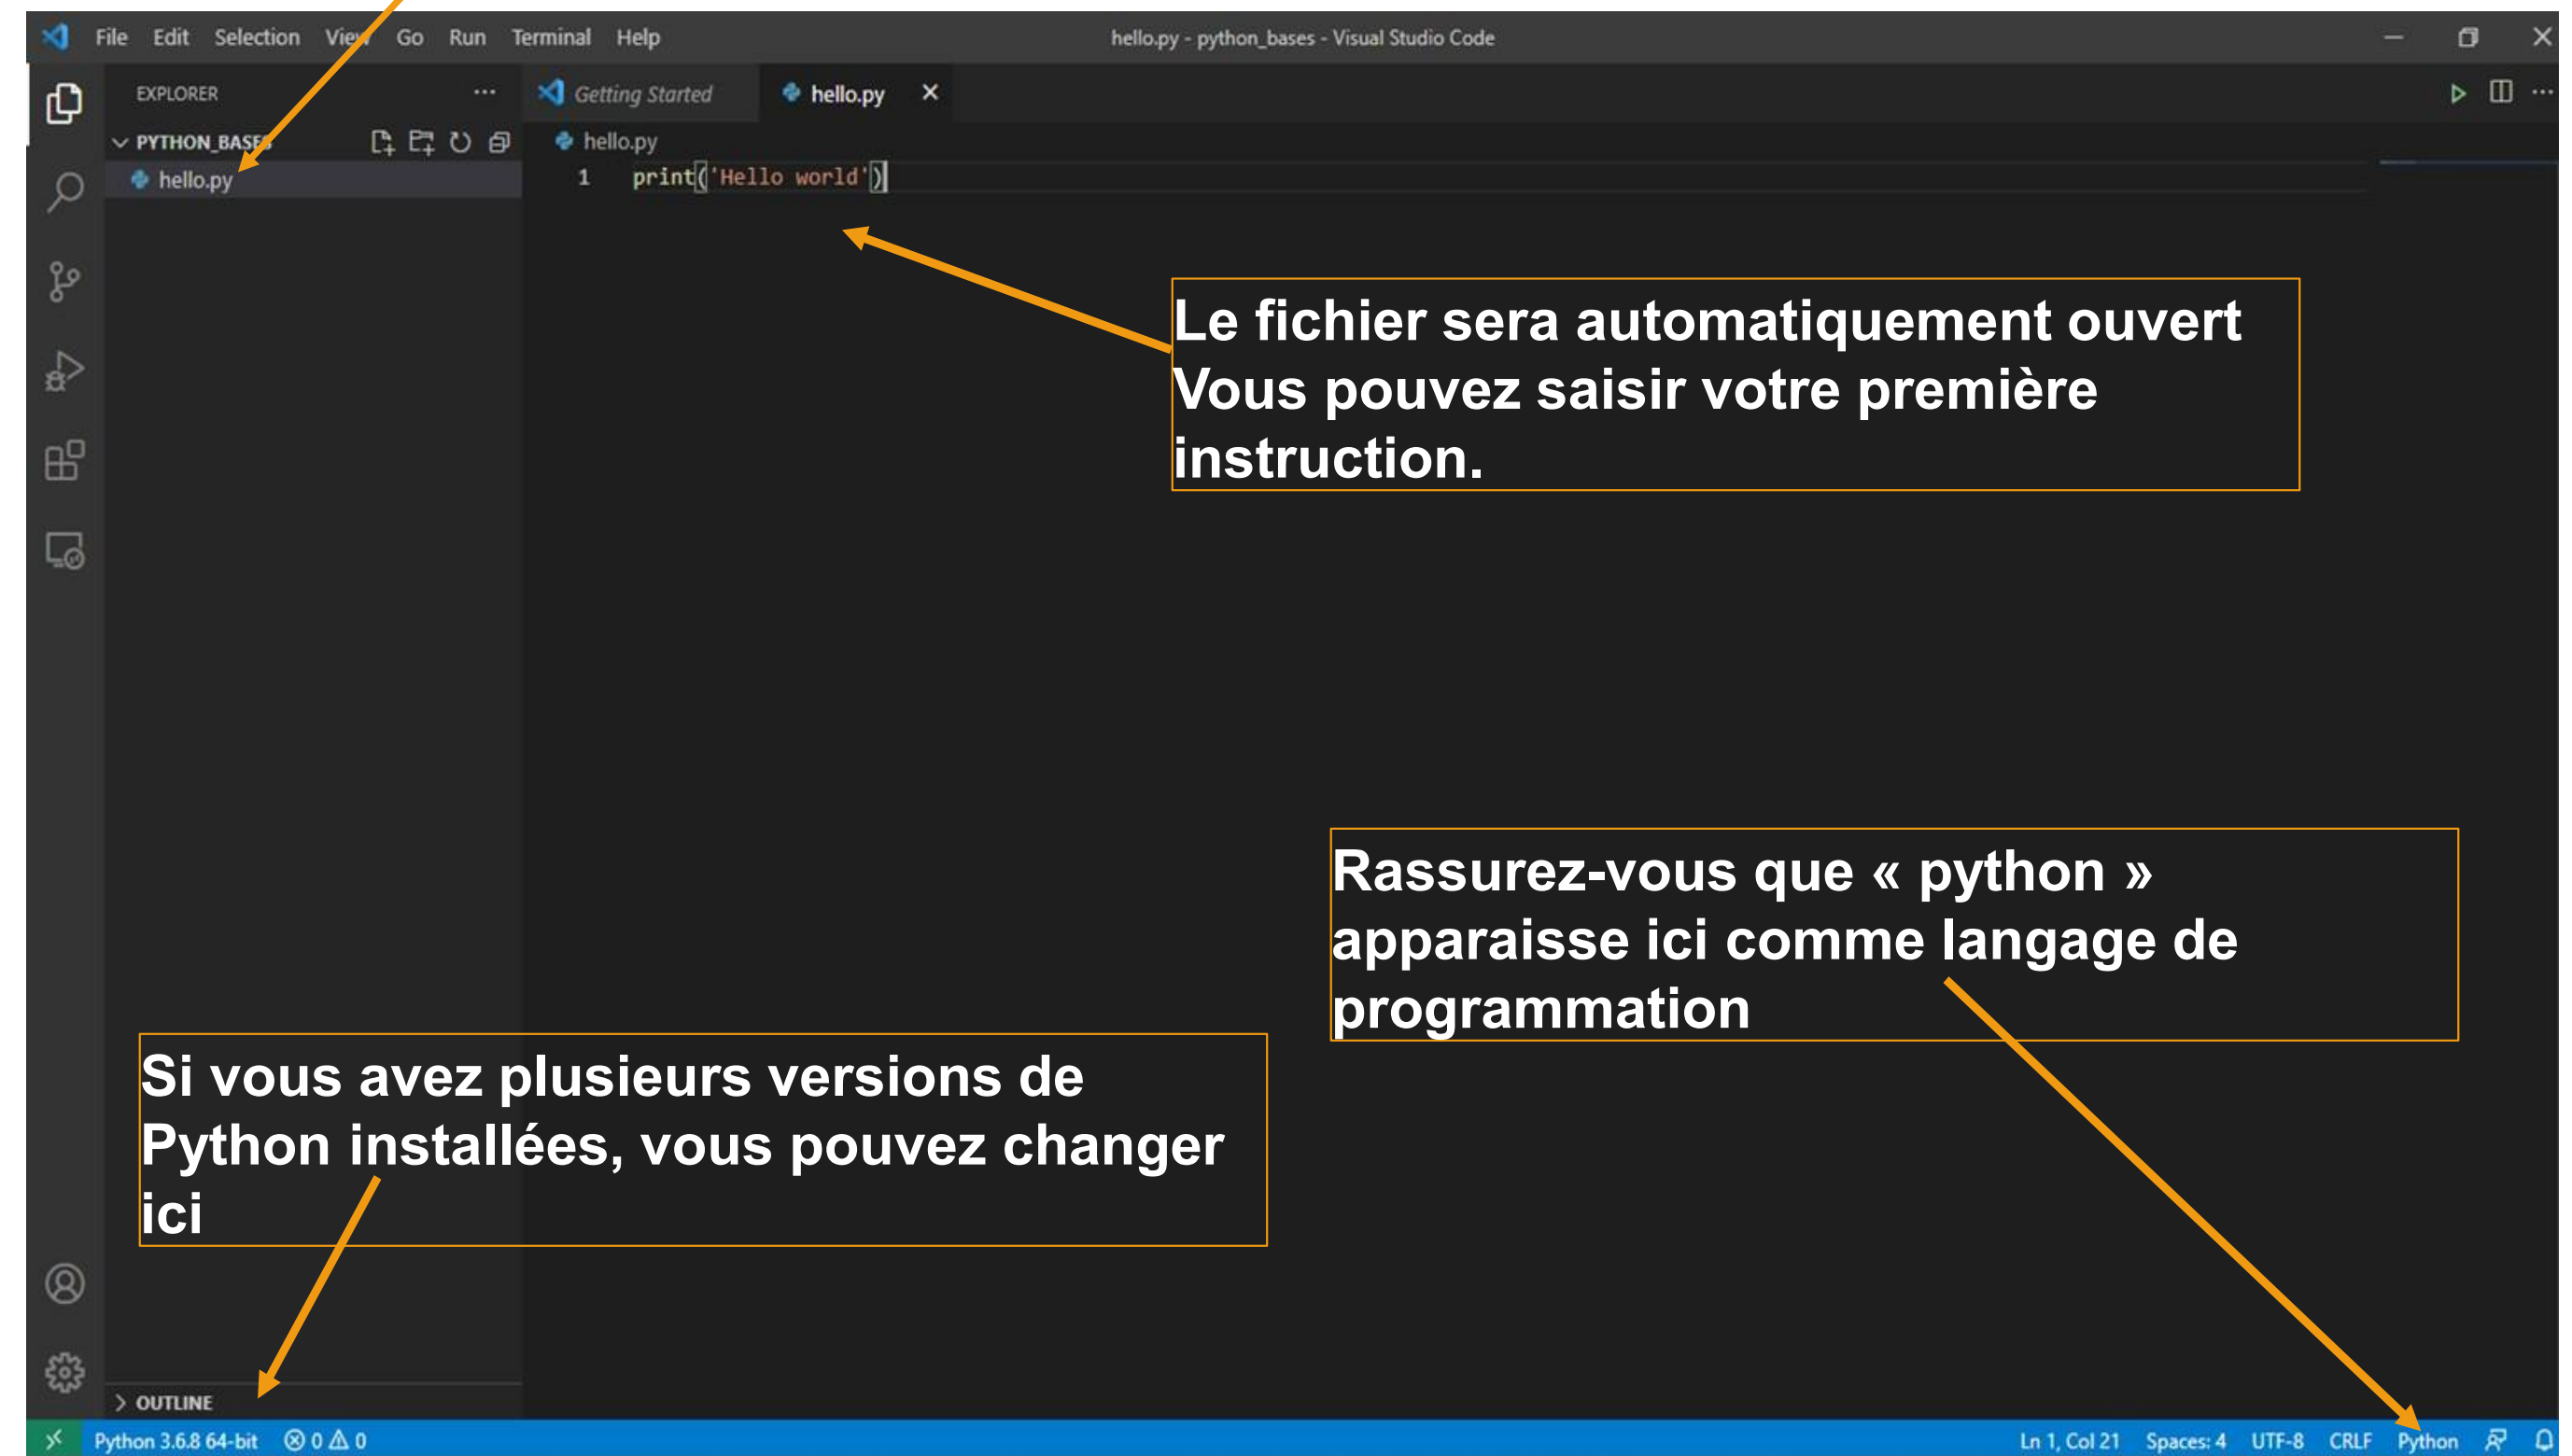 File Edit Selection View Go Run Terminal Help
hello.py - python_bases - Visual Studio Code
EXPLORER
Getting Started
hello.py
PYTHON_BASES
hello.py
hello.py
1 print('Hello world')
Le fichier sera automatiquement ouvert
Vous pouvez saisir votre première
instruction.
Rassurez-vous que « python »
apparaisse ici comme langage de
programmation
Si vous avez plusieurs versions de
Python installées, vous pouvez changer
ici
OUTLINE
Python 3.6.8 64-bit 0 0
Ln 1, Col 21 Spaces: 4 UTF-8 CRLF Python